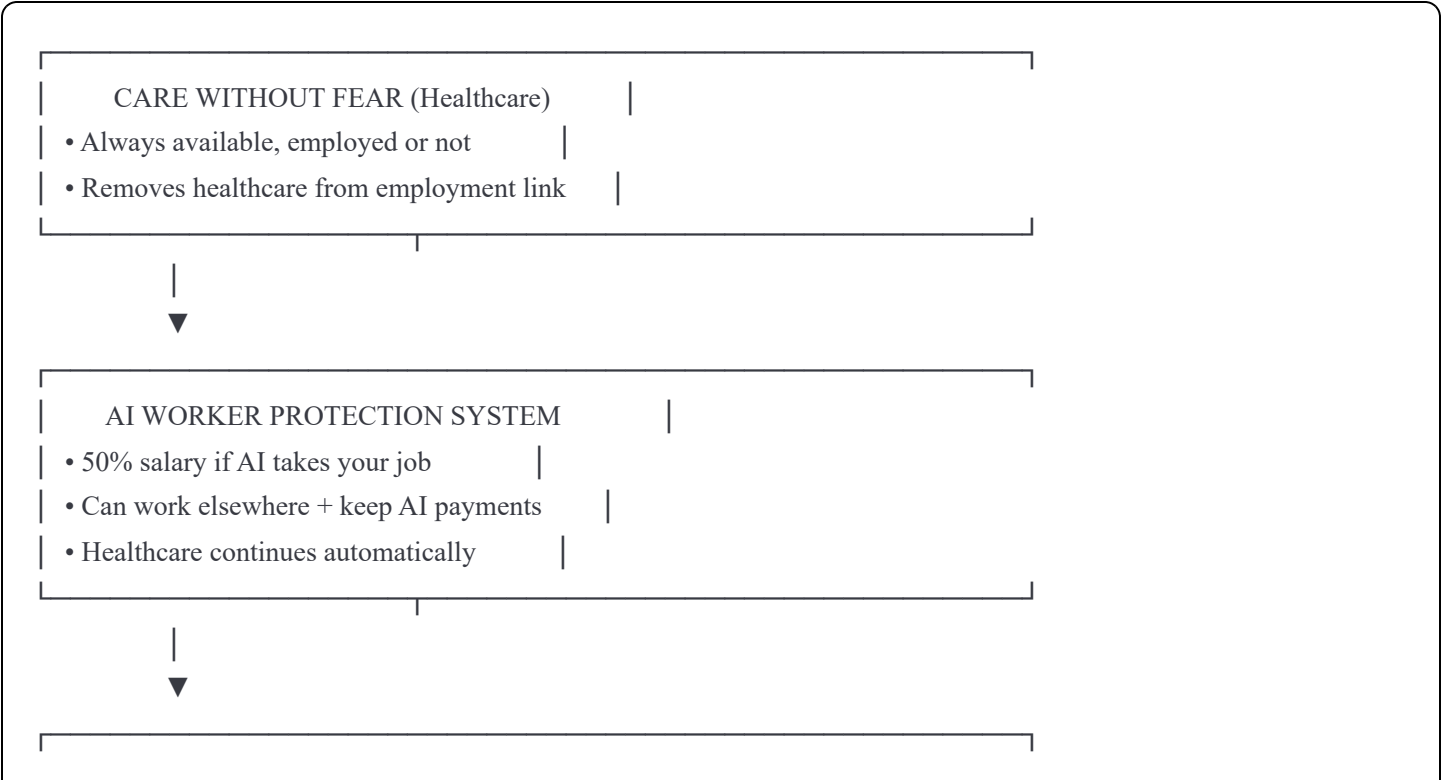 CARE WITHOUT FEAR (Healthcare)
• Always available, employed or not
• Removes healthcare from employment link
AI WORKER PROTECTION SYSTEM
• 50% salary if AI takes your job
• Can work elsewhere + keep AI payments
• Healthcare continues automatically